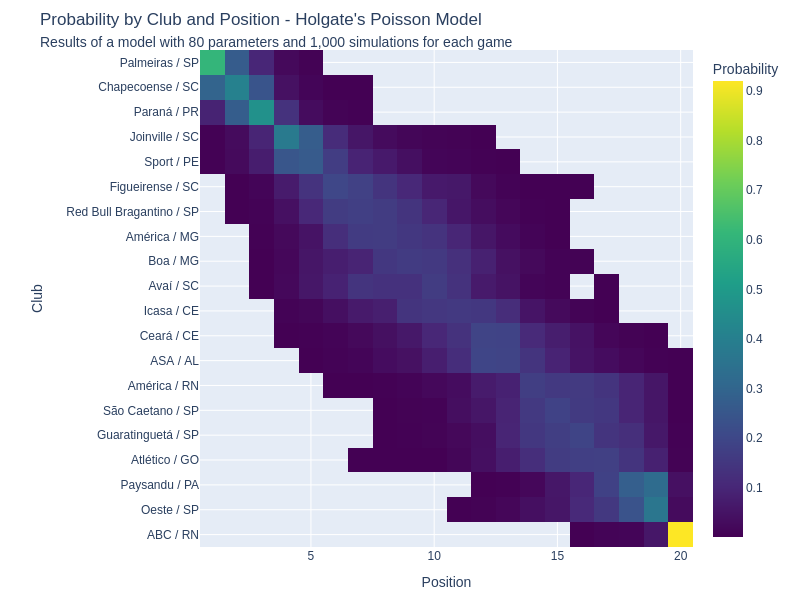 Probability by Club and Position - Holgate's Poisson Model
Results of a model with 80 parameters and 1,000 simulations for each game
Probability
Palmeiras / SP
Chapecoense / SC
Paraná / PR
Joinville / SC
Sport / PE
Figueirense / SC
Red Bull Bragantino / SP
América / MG
Boa / MG
Avaí / SC
Icasa / CE
Ceará / CE
ASA / AL
América / RN
São Caetano / SP
Guaratinguetá / SP
Atlético / GO
Paysandu / PA
Oeste / SP
ABC / RN
Club
5
10
15
20
Position
0.9
0.8
0.7
0.6
0.5
0.4
0.3
0.2
0.1